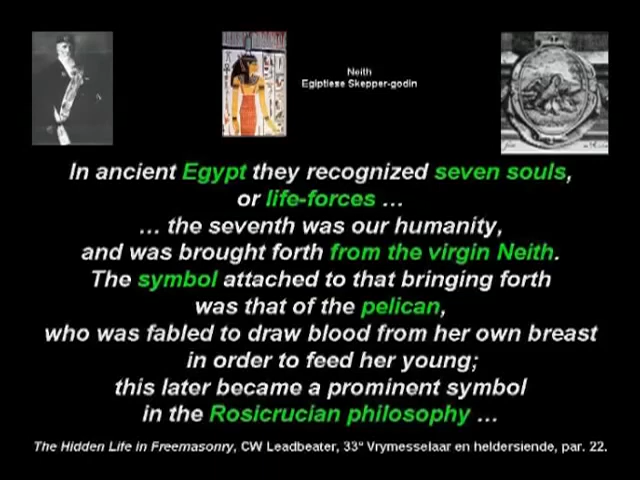 Neith
Egiptiese Skepper-godin
In ancient Egypt they recognized seven souls,
or life-forces ...
... the seventh was our humanity,
and was brought forth from the virgin Neith.
The symbol attached to that bringing forth
was that of the pelican,
who was fabled to draw blood from her own breast
in order to feed her young;
this later became a prominent symbol
in the Rosicrucian philosophy ...
The Hidden Life in Freemasonry, CW Leadbeater, 33° Vrymesselaar en heldersiende, par. 22.